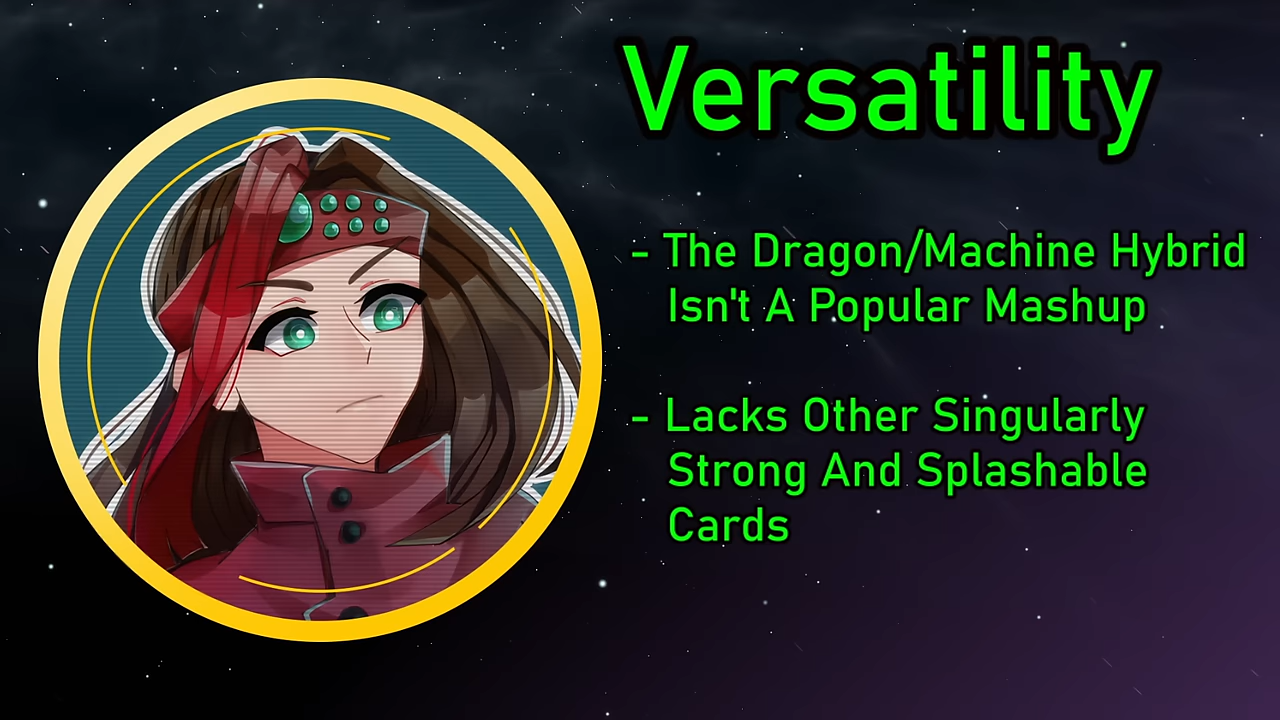 Versatility
- The Dragon/Machine Hybrid
Isn't A Popular Mashup
- Lacks Other Singularly
Strong And Splashable
Cards